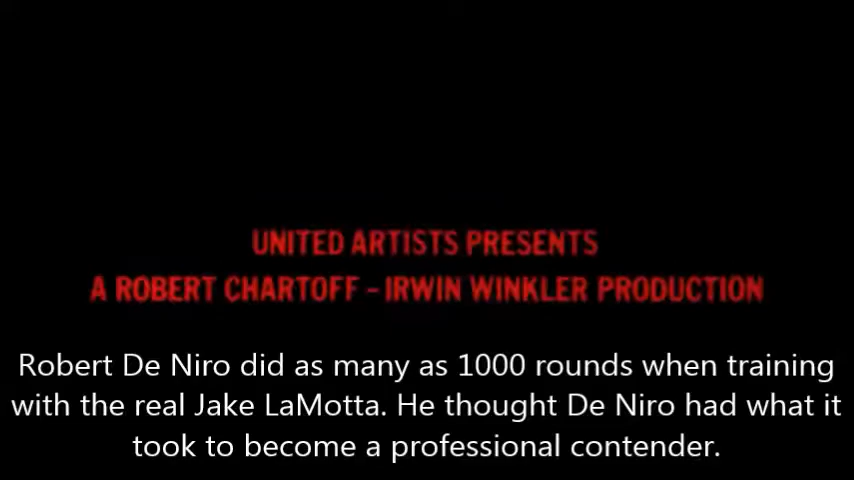 UNITED ARTISTS PRESENTS
A ROBERT CHARTOFF - IRWIN WINKLER PRODUCTION
Robert De Niro did as many as 1000 rounds when training
with the real Jake LaMotta. He thought De Niro had what it
took to become a professional contender.